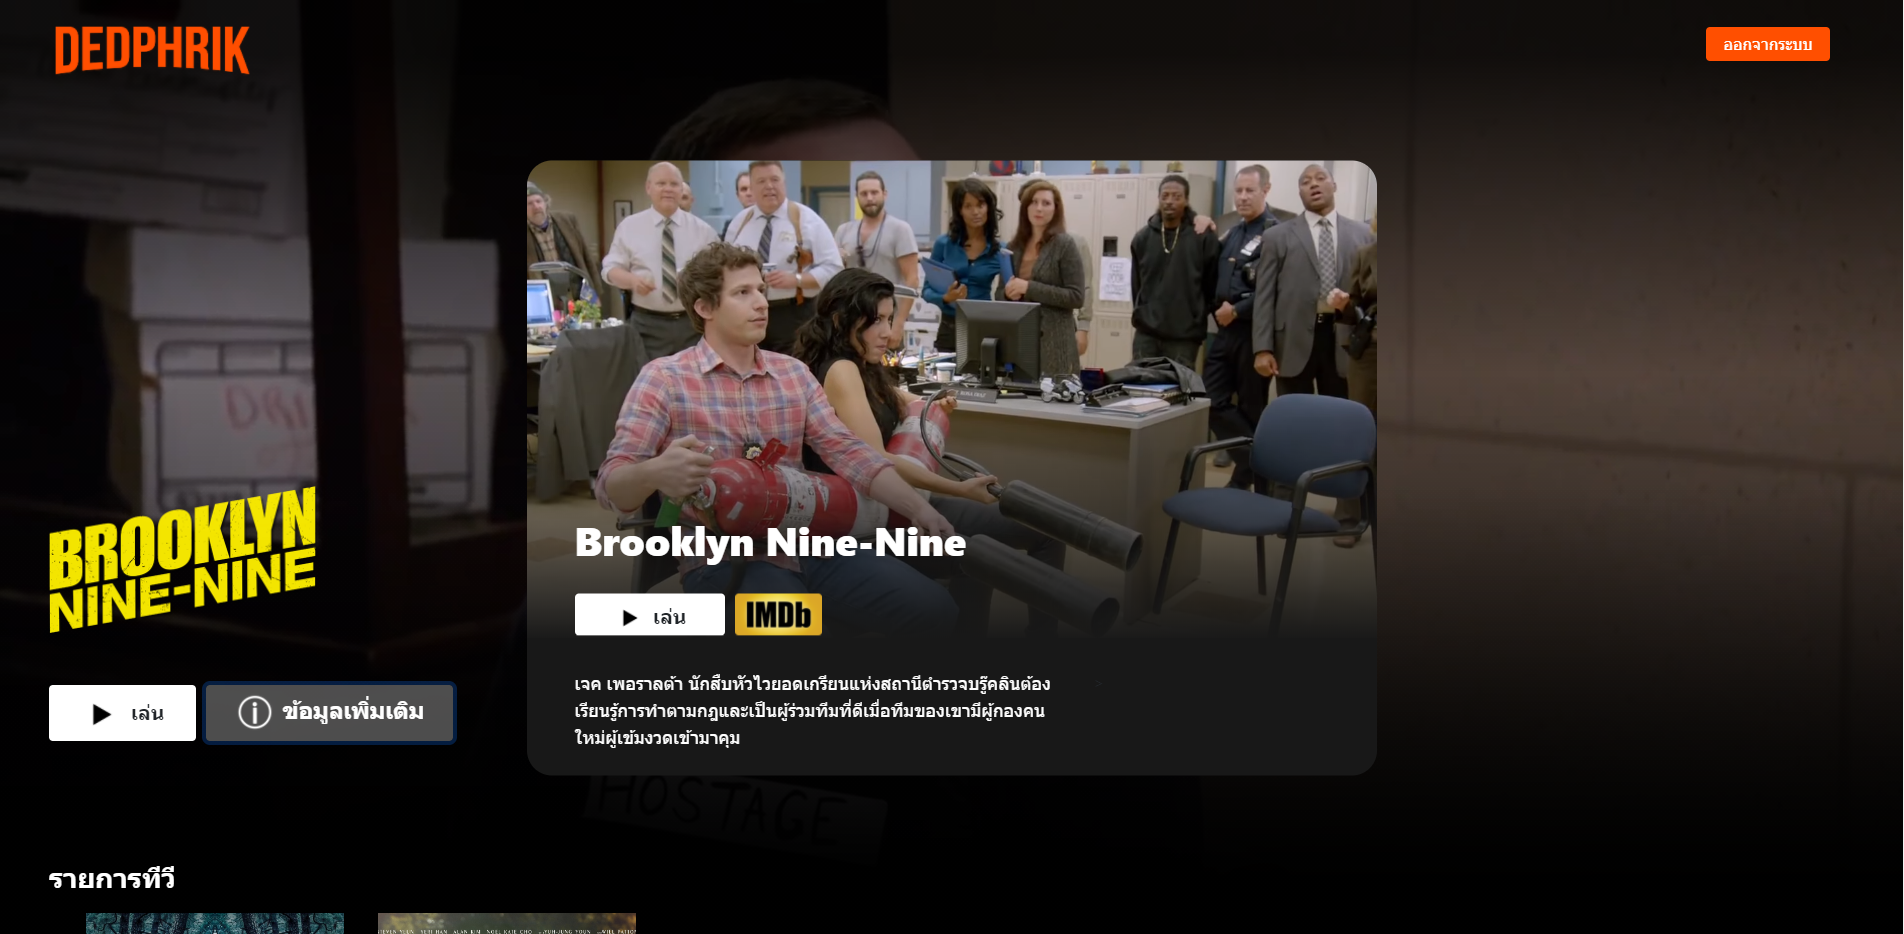 DEDPHRIK
ออกจากระบบ
BROOKLYN
NINE-NINE
เล่น
ข้อมูลเพิ่มเติม
Brooklyn Nine-Nine
เล่น
IMDb
เจค เพอราลต้า นักสืบหัวไวยอดเกรียนแห่งสถานีตำรวจบรู๊คลินต้อง
เรียนรู้การทำตามกฎและเป็นผู้ร่วมทีมที่ดีเมื่อทีมของเขามีผู้กองคน
ใหม่ผู้เข้มงวดเข้ามาคุม
HOSTAGE
รายการทีวี